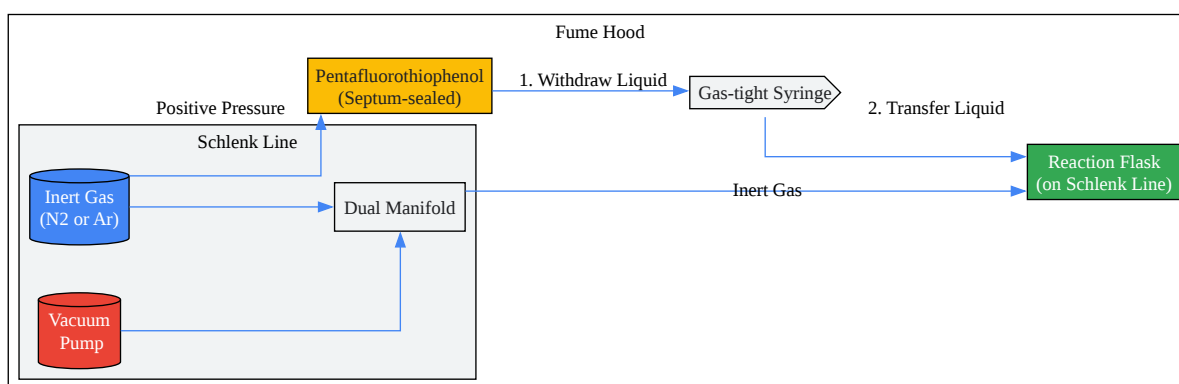 Fume Hood
Pentafluorothiophenol
(Septum-sealed)
1. Withdraw Liquid
Gas-tight Syringe
Positive Pressure
2. Transfer Liquid
Schlenk Line
Reaction Flask
(on Schlenk Line)
Inert Gas
(N2 or Ar)
Dual Manifold
Inert Gas
Vacuum
Pump